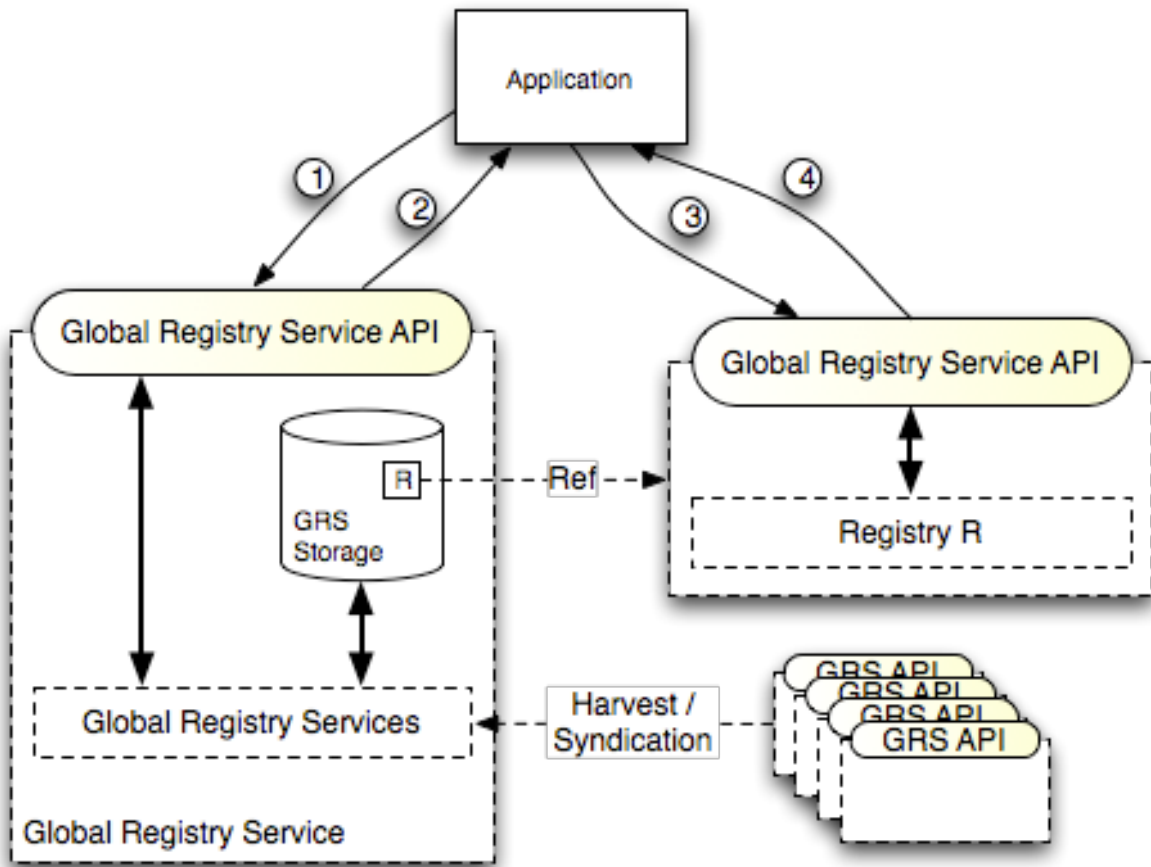 Application
1
2
3
4
Global Registry Service API
Global Registry Service API
R
Ref
GRS
Storage
Registry R
GRS API
GRS API
GRS API
GRS API
Harvest /
Syndication
Global Registry Services
Global Registry Service